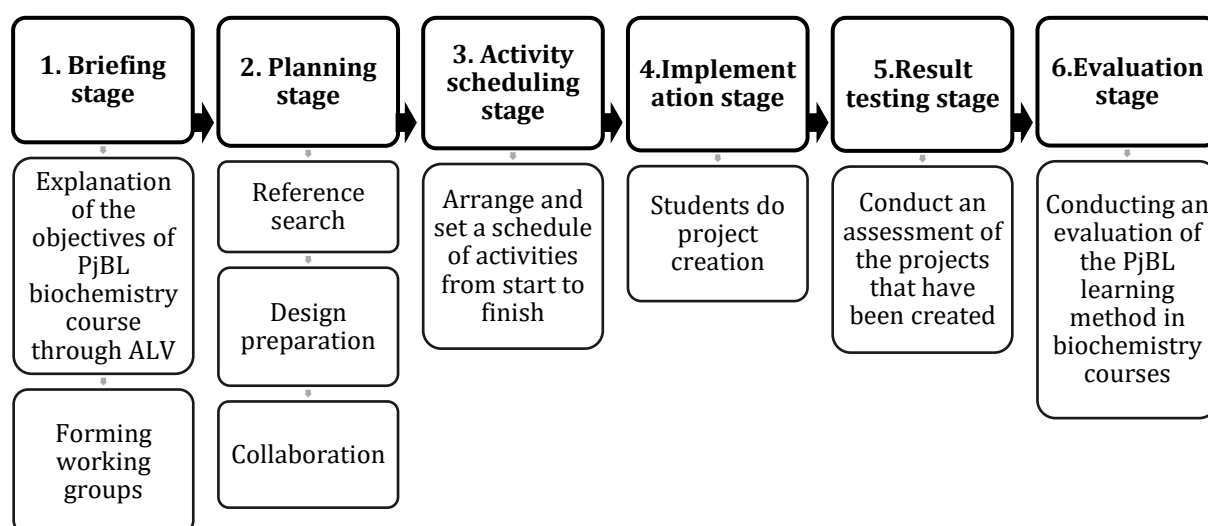 1. Briefing
stage
Explanation
of the
objectives of
PjBL
biochemistry
course
through ALV
Forming
working
groups
2. Planning
stage
Reference
search
Design
preparation
Collaboration
3. Activity
scheduling
stage
Arrange and
set a schedule
of activities
from start to
finish
4.Implement
ation stage
Students do
project
creation
5.Result
testing stage
Conduct an
assessment of
the projects
that have
been created
6.Evaluation
stage
Conducting an
evaluation of
the PjBL
learning
method in
biochemistry
courses